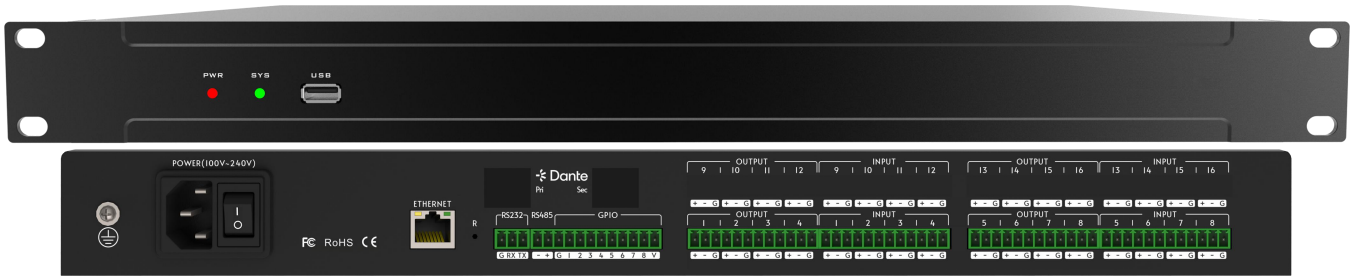 PWR SYS USB
POWER(100V~240V)
FC RoHS CE
ETHERNET
R
Dante
Pri Sec
RS232 RS485 GPIO
G RX TX - + G 1 2 3 4 5 6 7 8 V
OUTPUT INPUT OUTPUT INPUT
9 10 11 12 9 10 11 12 13 14 15 16 13 14 15 16
+ - G + - G + - G + - G + - G + - G + - G + - G + - G + - G + - G + - G + - G + - G + - G + - G
OUTPUT INPUT OUTPUT INPUT
1 2 3 4 1 2 3 4 5 6 7 8 5 6 7 8
+ - G + - G + - G + - G + - G + - G + - G + - G + - G + - G + - G + - G + - G + - G + - G + - G
I
O